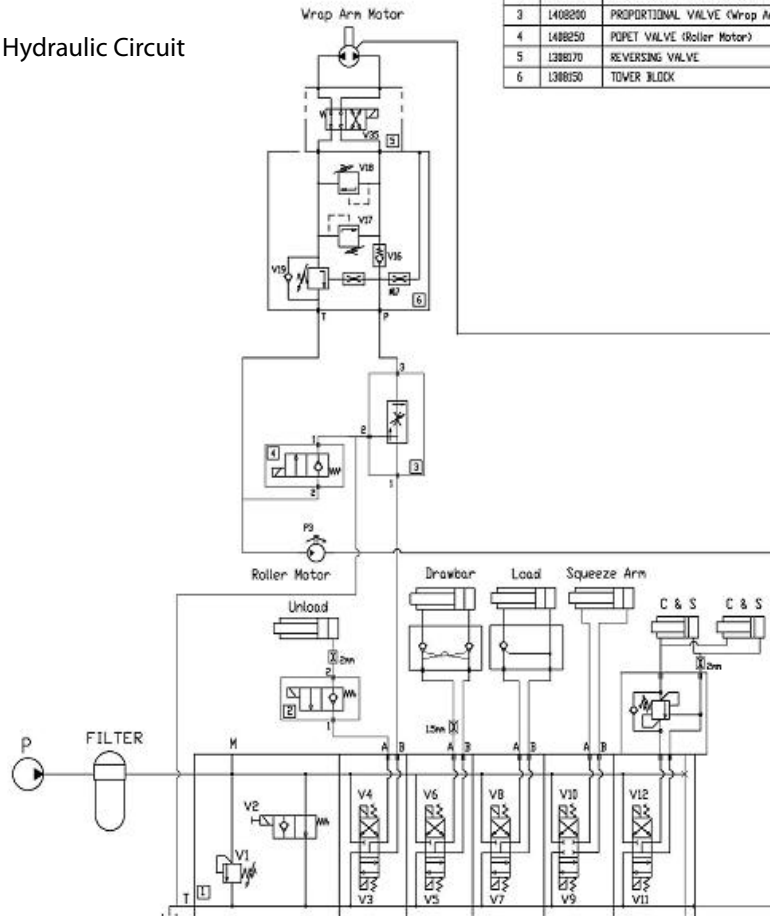 Hydraulic Circuit
Wrap Arm Motor
3 1408200 PROPORTIONAL VALVE (Wrap A
4 1408250 POPET VALVE (Roller Motor)
5 1308170 REVERSING VALVE
6 1308150 TOWER BLOCK
V35
5
V18
V17
V16
V19
6
T P
3
2
1
4
3
1
2
P3
Roller Motor
Drawbar Load Squeeze Arm
Unload
C & S C & S
2mm
2mm
2
2
1
1.5mm
P
FILTER
M
A B A B A B A B
V4 V6 V8 V10 V12
V2
V1
V3 V5 V7 V9 V11
T
1